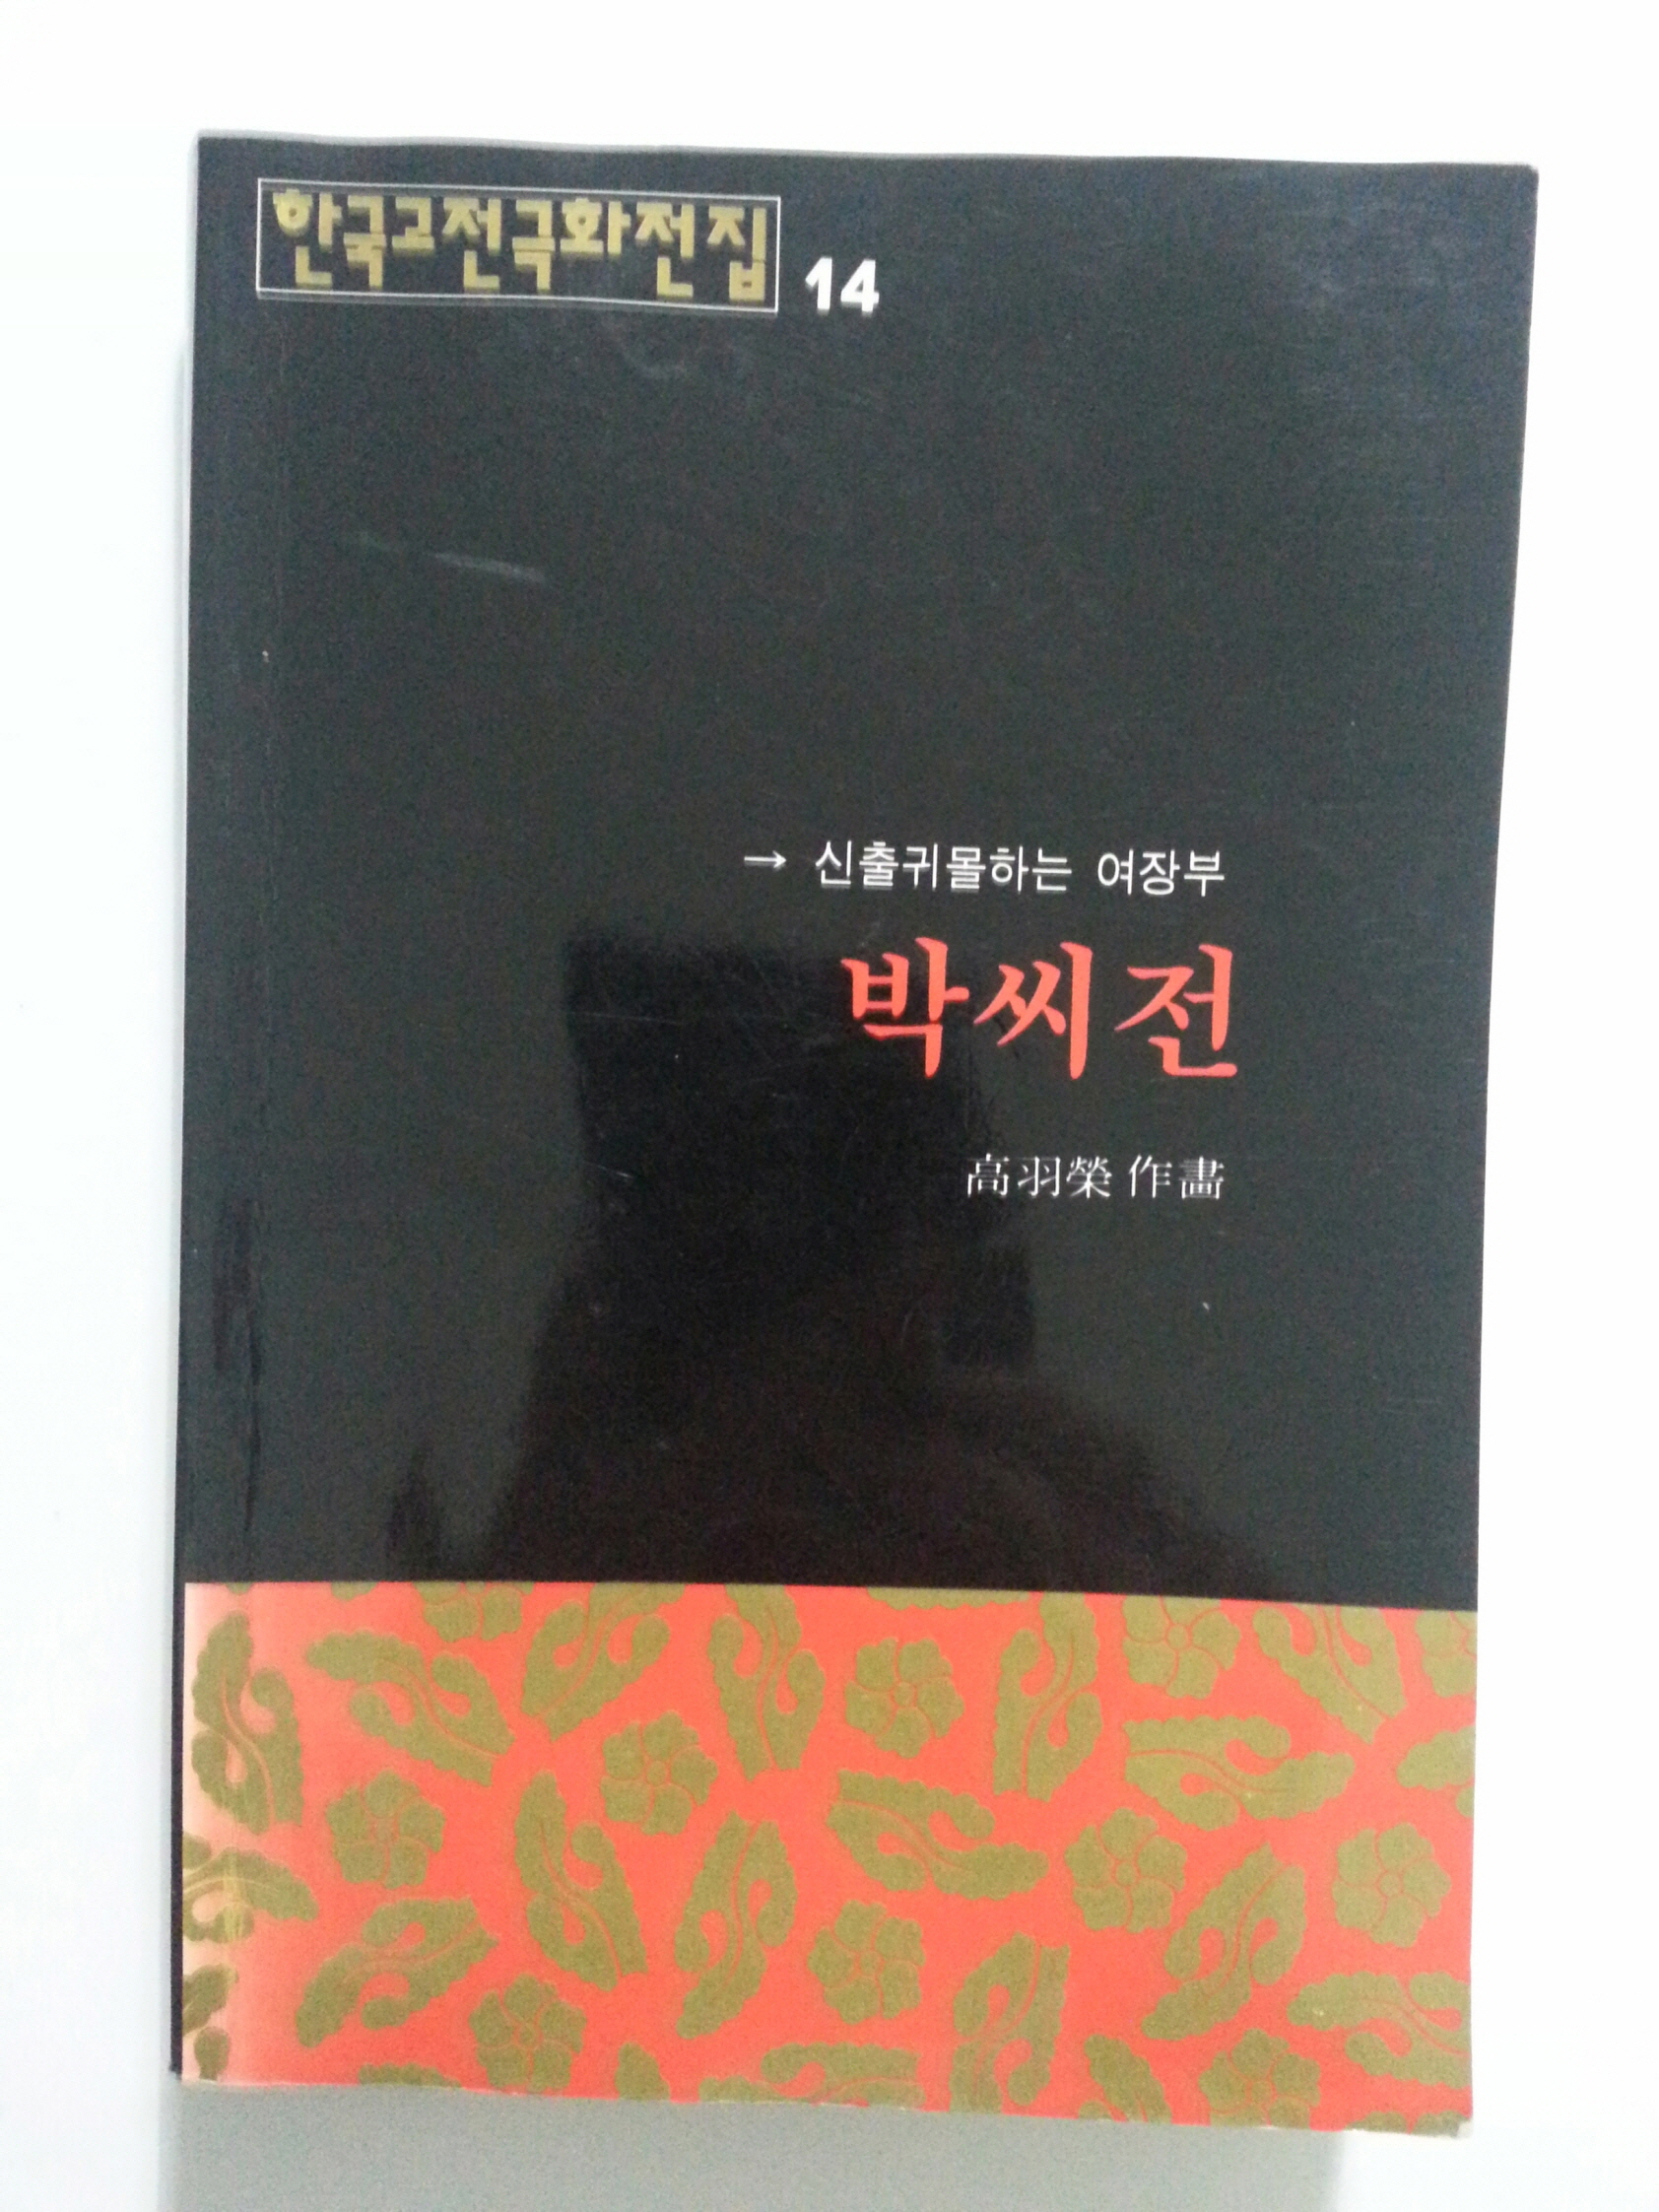 한국고전극화전집 14
→ 신출귀몰하는 여장부
박씨전
高羽榮 作畵